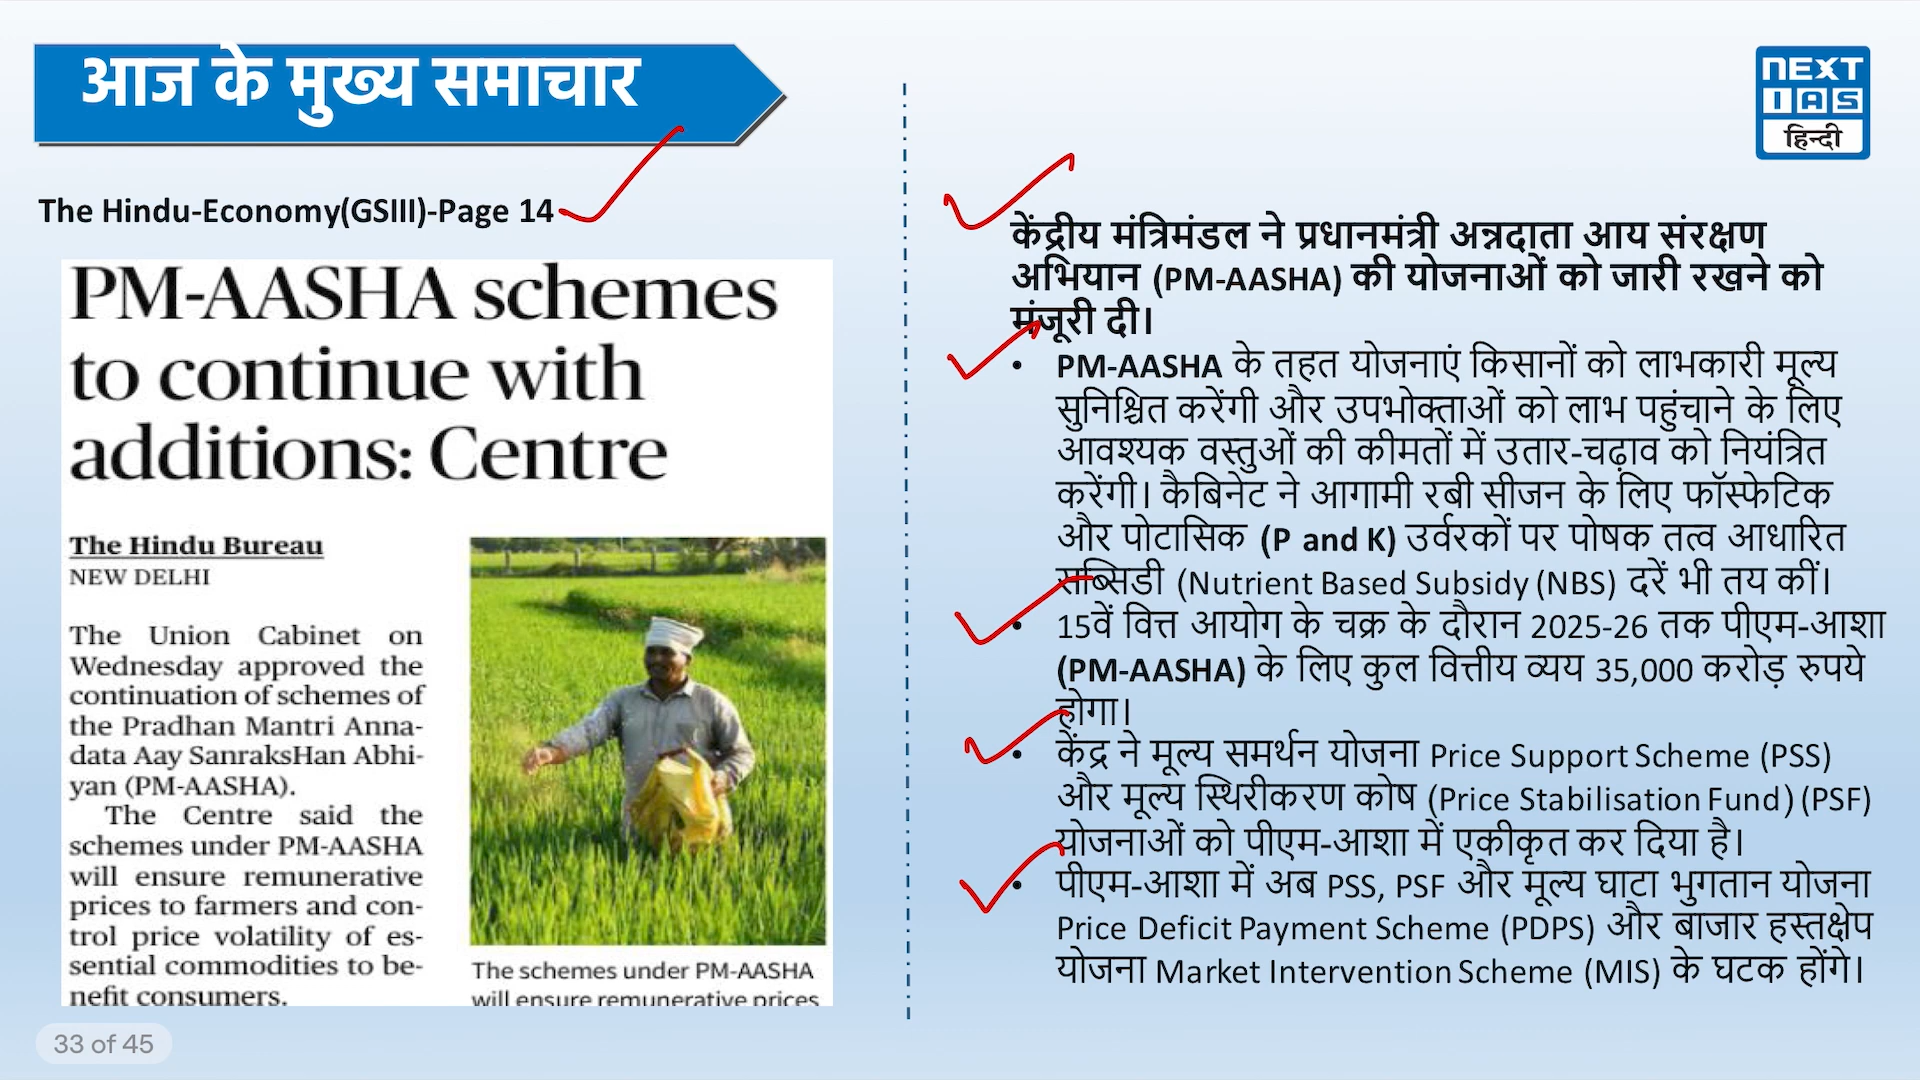 आज के मुख्य समाचार
The Hindu-Economy(GSIII)-Page 14
PM-AASHA schemes
to continue with
additions: Centre
The Hindu Bureau
NEW DELHI
The Union Cabinet on
Wednesday approved the
continuation of schemes of
the Pradhan Mantri Anna-
data Aay SanraksHan Abhi-
yan (PM-AASHA).
The Centre said the
schemes under PM-AASHA
will ensure remunerative
prices to farmers and con-
trol price volatility of es-
sential commodities to be-
nefit consumers.
The schemes under PM-AASHA
will ensure remunerative prices
NEXT
IAS
हिन्दी
केंद्रीय मंत्रिमंडल ने प्रधानमंत्री अन्नदाता आय संरक्षण
अभियान (PM-AASHA) की योजनाओं को जारी रखने को
मंजूरी दी।
• PM-AASHA के तहत योजनाएं किसानों को लाभकारी मूल्य
सुनिश्चित करेंगी और उपभोक्ताओं को लाभ पहुंचाने के लिए
आवश्यक वस्तुओं की कीमतों में उतार-चढ़ाव को नियंत्रित
करेंगी। कैबिनेट ने आगामी रबी सीजन के लिए फॉस्फेटिक
और पोटासिक (P and K) उर्वरकों पर पोषक तत्व आधारित
सब्सिडी (Nutrient Based Subsidy (NBS) दरें भी तय कीं।
• 15वें वित्त आयोग के चक्र के दौरान 2025-26 तक पीएम-आशा
(PM-AASHA) के लिए कुल वित्तीय व्यय 35,000 करोड़ रुपये
होगा।
• केंद्र ने मूल्य समर्थन योजना Price Support Scheme (PSS)
और मूल्य स्थिरीकरण कोष (Price Stabilisation Fund) (PSF)
योजनाओं को पीएम-आशा में एकीकृत कर दिया है।
• पीएम-आशा में अब PSS, PSF और मूल्य घाटा भुगतान योजना
Price Deficit Payment Scheme (PDPS) और बाजार हस्तक्षेप
योजना Market Intervention Scheme (MIS) के घटक होंगे।
33 of 45